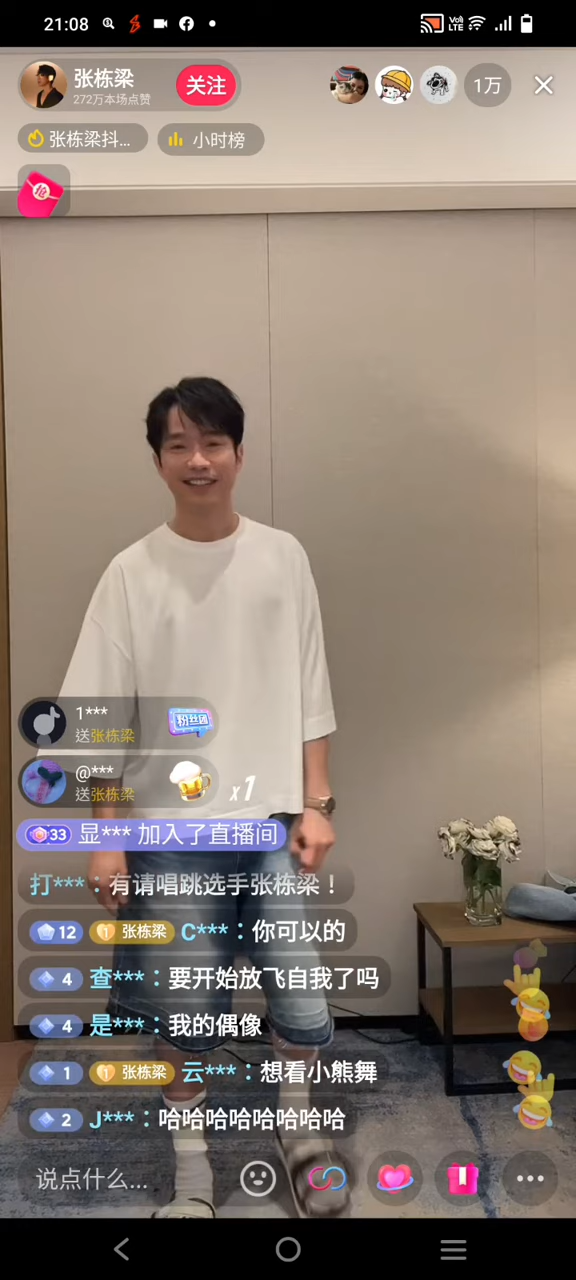 21:08
Vo))
LTE
张栋梁
272万本场点赞
关注
1万
张栋梁抖...
小时榜
1***
送张栋梁
粉丝团
@***
送张栋梁
x1
33 显*** 加入了直播间
打***：有请唱跳选手张栋梁！
12 1 张栋梁 C***：你可以的
4 查***：要开始放飞自我了吗
4 是***：我的偶像
1 1 张栋梁 云***：想看小熊舞
2 J***：哈哈哈哈哈哈哈哈
说点什么...